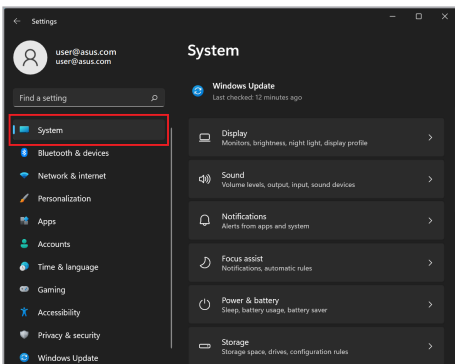 Settings
user@asus.com
user@asus.com
Find a setting
System
Bluetooth & devices
Network & internet
Personalization
Apps
Accounts
Time & language
Gaming
Accessibility
Privacy & security
Windows Update
System
Windows Update
Last checked: 12 minutes ago
Display
Monitors, brightness, night light, display profile
Sound
Volume levels, output, input, sound devices
Notifications
Alerts from apps and system
Focus assist
Notifications, automatic rules
Power & battery
Sleep, battery usage, battery saver
Storage
Storage space, drives, configuration rules